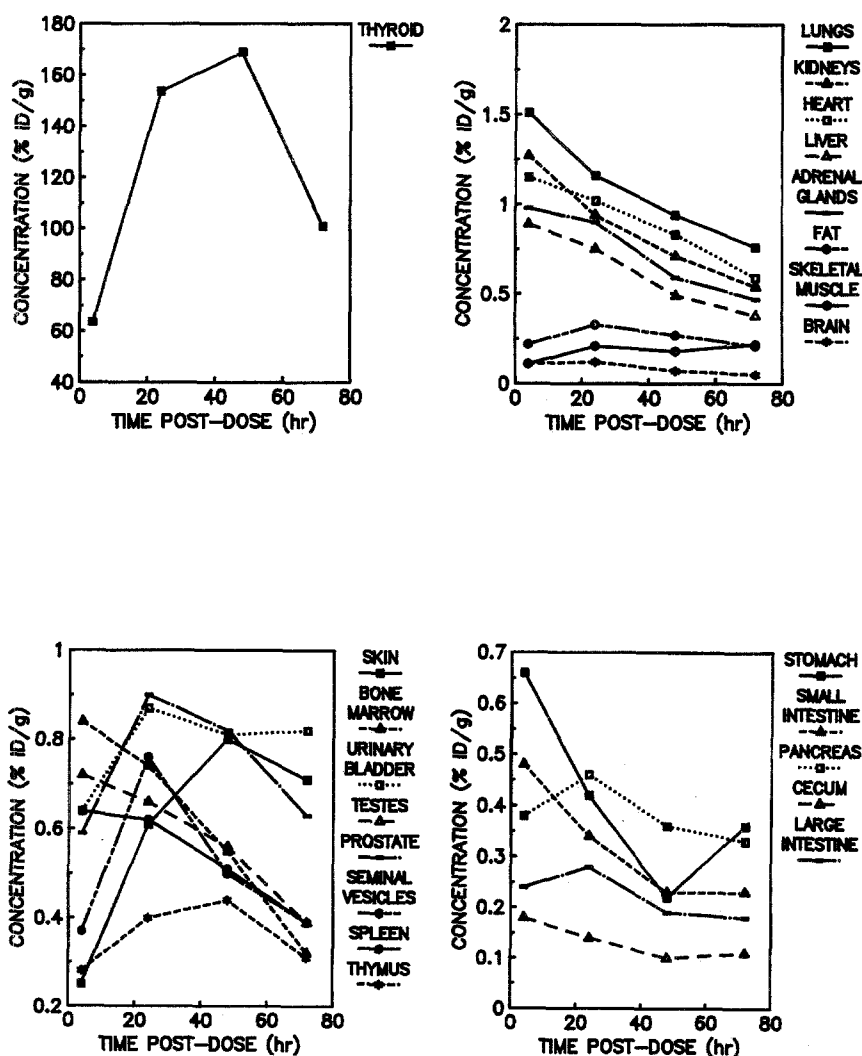 180
160
140
120
100
80
60
40
0 20 40 60 80
CONCENTRATION (% ID/g)
TIME POST-DOSE (hr)
THYROID
2
1.5
1
0.5
0
0 20 40 60 80
CONCENTRATION (% ID/g)
TIME POST-DOSE (hr)
LUNGS
KIDNEYS
HEART
LIVER
ADRENAL
GLANDS
FAT
SKELETAL
MUSCLE
BRAIN
1
0.8
0.6
0.4
0.2
0 20 40 60 80
CONCENTRATION (% ID/g)
TIME POST-DOSE (hr)
SKIN
BONE
MARROW
URINARY
BLADDER
TESTES
PROSTATE
SEMINAL
VESICLES
SPLEEN
THYMUS
0.7
0.6
0.5
0.4
0.3
0.2
0.1
0
0 20 40 60 80
CONCENTRATION (% ID/g)
TIME POST-DOSE (hr)
STOMACH
SMALL
INTESTINE
PANCREAS
CECUM
LARGE
INTESTINE